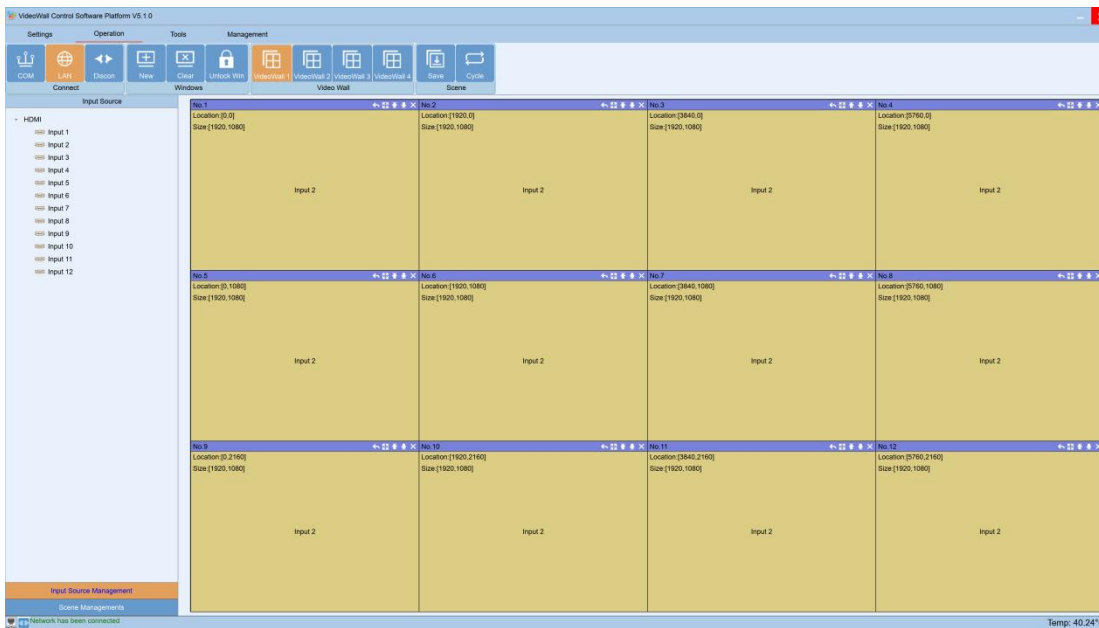 VideoWall Control Software Platform V5.1.0
Settings Operation Tools Management
COM LAN Discon New Clear Unlock Win VideoWall 1 VideoWall 2 VideoWall 3 VideoWall 4 Save Cycle
Connect Windows Video Wall Scene
Input Source
HDMI
Input 1
Input 2
Input 3
Input 4
Input 5
Input 6
Input 7
Input 8
Input 9
Input 10
Input 11
Input 12
Input Source Management
Scene Managements
No.1
Location:[0,0]
Size:[1920,1080]
Input 2
No.2
Location:[1920,0]
Size:[1920,1080]
Input 2
No.3
Location:[3840,0]
Size:[1920,1080]
Input 2
No.4
Location:[5760,0]
Size:[1920,1080]
Input 2
No.5
Location:[0,1080]
Size:[1920,1080]
Input 2
No.6
Location:[1920,1080]
Size:[1920,1080]
Input 2
No.7
Location:[3840,1080]
Size:[1920,1080]
Input 2
No.8
Location:[5760,1080]
Size:[1920,1080]
Input 2
No.9
Location:[0,2160]
Size:[1920,1080]
Input 2
No.10
Location:[1920,2160]
Size:[1920,1080]
Input 2
No.11
Location:[3840,2160]
Size:[1920,1080]
Input 2
No.12
Location:[5760,2160]
Size:[1920,1080]
Input 2
Network has been connected
Temp: 40.24°